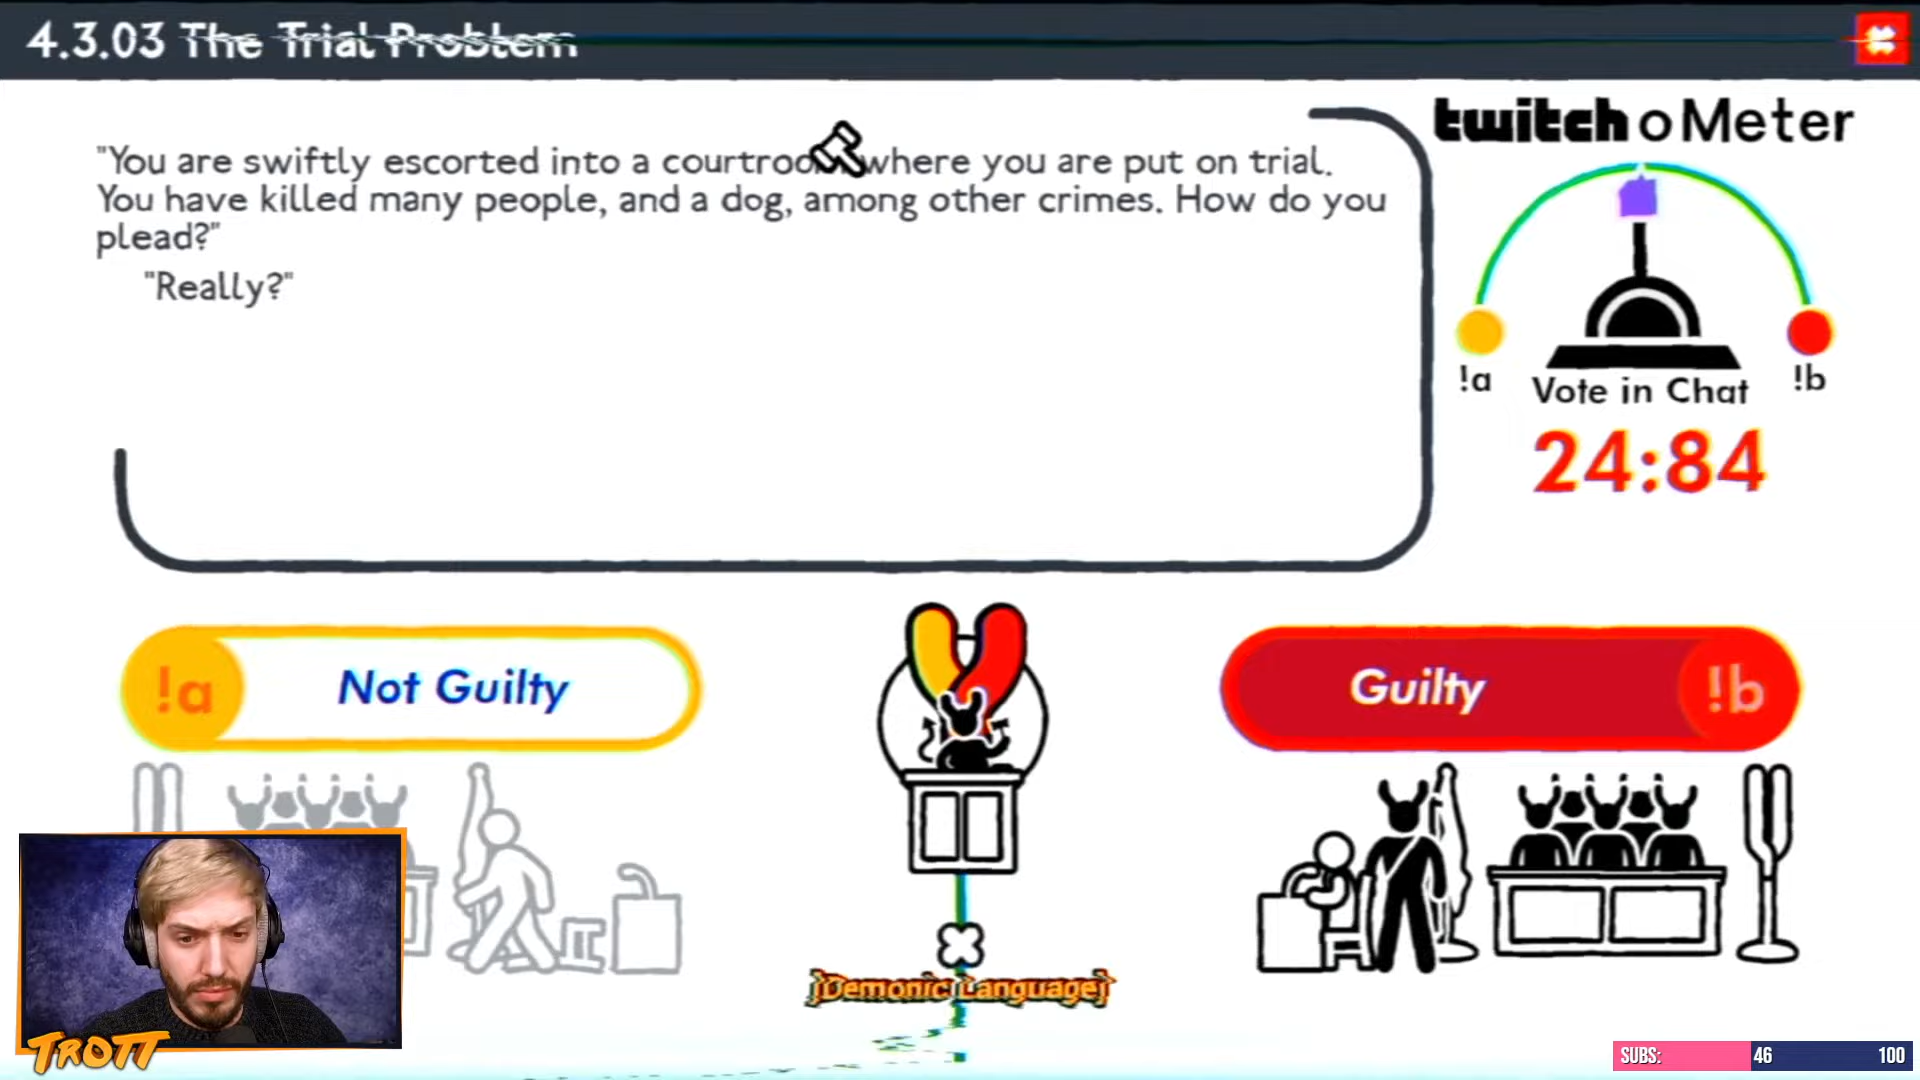 4.3.03 The Trial Problem
"You are swiftly escorted into a where you are put on trial.
You have killed many people, and a dog, among other crimes. How do you
plead?"
"Really?"
twitch o Meter
!a
Vote in Chat
!b
24:84
!a Not Guilty
Guilty !b
[Demonic Language]
TROTT
SUBS: 46 100